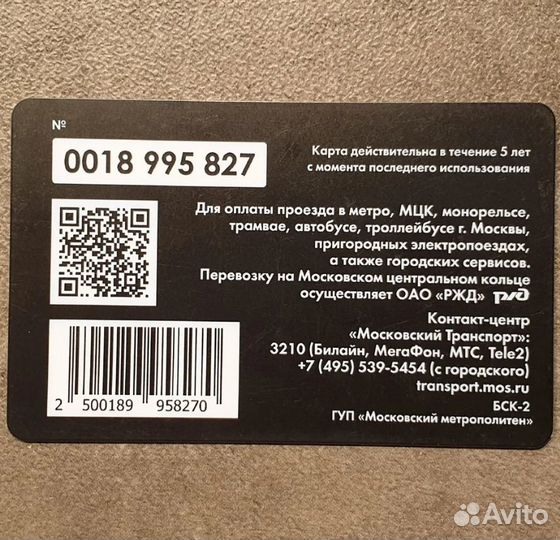 №
0018 995 827
Карта действительна в течение 5 лет
с момента последнего использования
Для оплаты проезда в метро, МЦК, монорельсе,
трамвае, автобусе, троллейбусе г. Москвы,
пригородных электропоездах,
а также городских сервисов.
Перевозку на Московском центральном кольце
осуществляет ОАО «РЖД» РЖД
Контакт-центр
«Московский Транспорт»:
3210 (Билайн, МегаФон, МТС, Tele2)
+7 (495) 539-5454 (с городского)
transport.mos.ru
БСК-2
ГУП «Московский метрополитен»
2 500189 958270
Avito